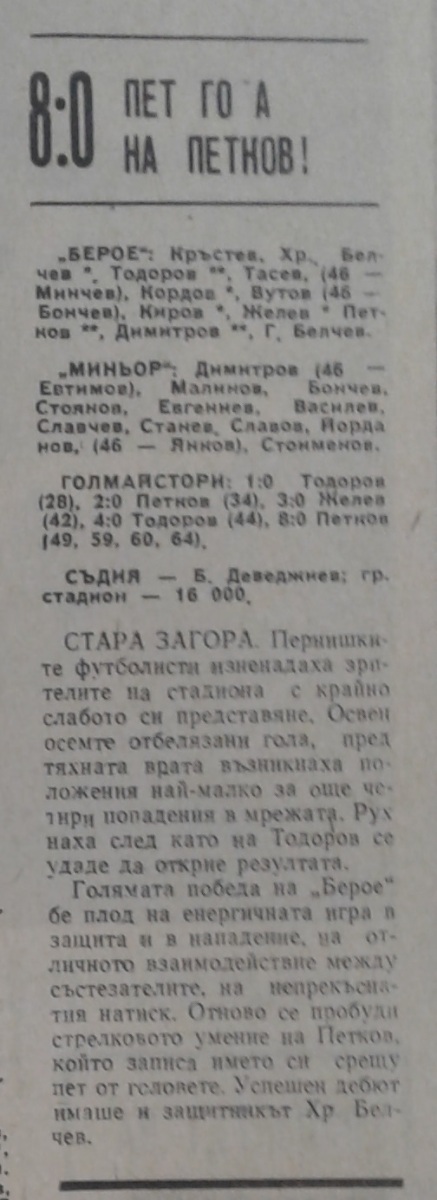 8:0
ПЕТ ГО А
НА ПЕТКОВ!
„БЕРОЕ“: Кръстев, Хр. Бел-
чев *, Тодоров **, Тасев, (46 —
Минчев), Кордов *, Вутов (46 —
Бончев), Киров *, Желев * Пет-
ков **, Димитров **, Г. Белчев.
„МИНЬОР“: Димитров (46 —
Евтимов), Малинов, Бончев,
Стоянов, Евгениев, Василев,
Славчев, Станев, Славов, Йорда
нов, (46 — Янков), Стоименов.
ГОЛМАЙСТОРИ: 1:0 Тодоров
(28), 2:0 Петков (34), 3:0 Желев
(42), 4:0 Тодоров (44), 8:0 Петков
(49, 59, 60, 64).
СЪДИЯ — Б. Деведжиев; гр.
стадион — 16 000.
СТАРА ЗАГОРА. Пернишки-
те футболисти изненадаха зри-
телите на стадиона с крайно
слабото си представяне. Освен
осемте отбелязани гола, пред
тяхната врата възникнаха по-
ложения най-малко за още че-
тири попадения в мрежата. Рух
наха след като на Тодоров се
удаде да открие резултата.
Голямата победа на „Берое“
бе плод на енергичната игра в
защита и в нападение, на от-
личното взаимодействие между
състезателите, на непрекъсна-
тия натиск. Отново се пробуди
стрелковото умение на Петков,
който записа името си срещу
пет от головете. Успешен дебют
имаше и защитникът Хр. Бел-
чев.